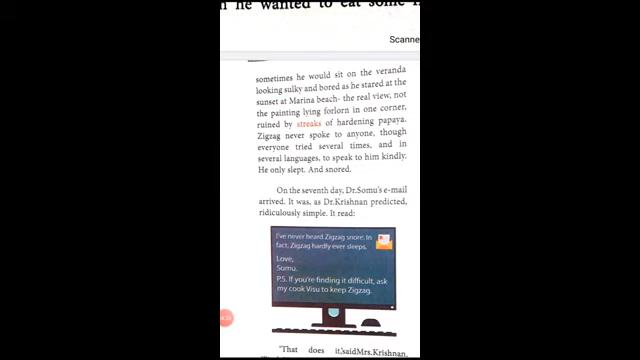 he wanted to eat some
Scanne
sometimes he would sit on the veranda
looking sulky and bored as he stared at the
sunset at Marina beach- the real view, not
the painting lying forlorn in one corner,
ruined by streaks of hardening papaya.
Zigzag never spoke to anyone, though
everyone tried several times, and in
several languages, to speak to him kindly.
He only slept. And snored.
On the seventh day, Dr.Somu's e-mail
arrived. It was, as Dr.Krishnan predicted,
ridiculously simple. It read:
I've never heard Zigzag snore. In
fact, Zigzag hardly ever sleeps.
Love,
Somu.
P.S. If you're finding it difficult, ask
my cook Visu to keep Zigzag.
"That does it,'saidMrs.Krishnan,